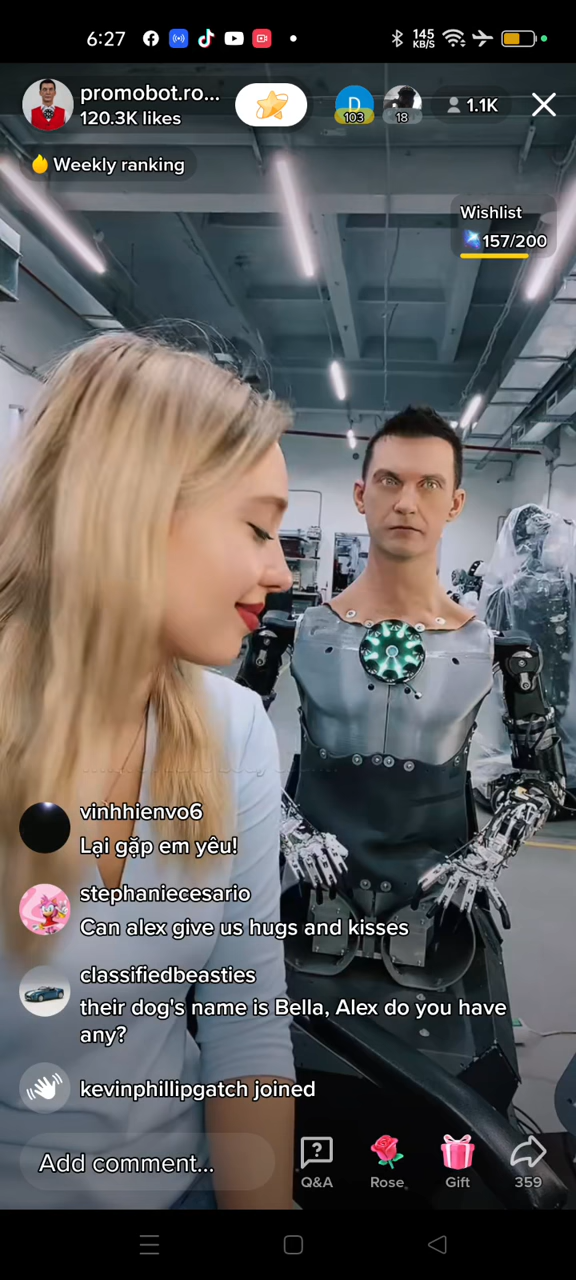 6:27
145
KB/S
promobot.ro...
120.3K likes
D
103
18
1.1K
Weekly ranking
Wishlist
157/200
vinhhienvo6
Lại gặp em yêu!
stephaniecesario
Can alex give us hugs and kisses
classifiedbeasties
their dog's name is Bella, Alex do you have
any?
kevinphillipgatch joined
Add comment...
Q&A
Rose
Gift
359